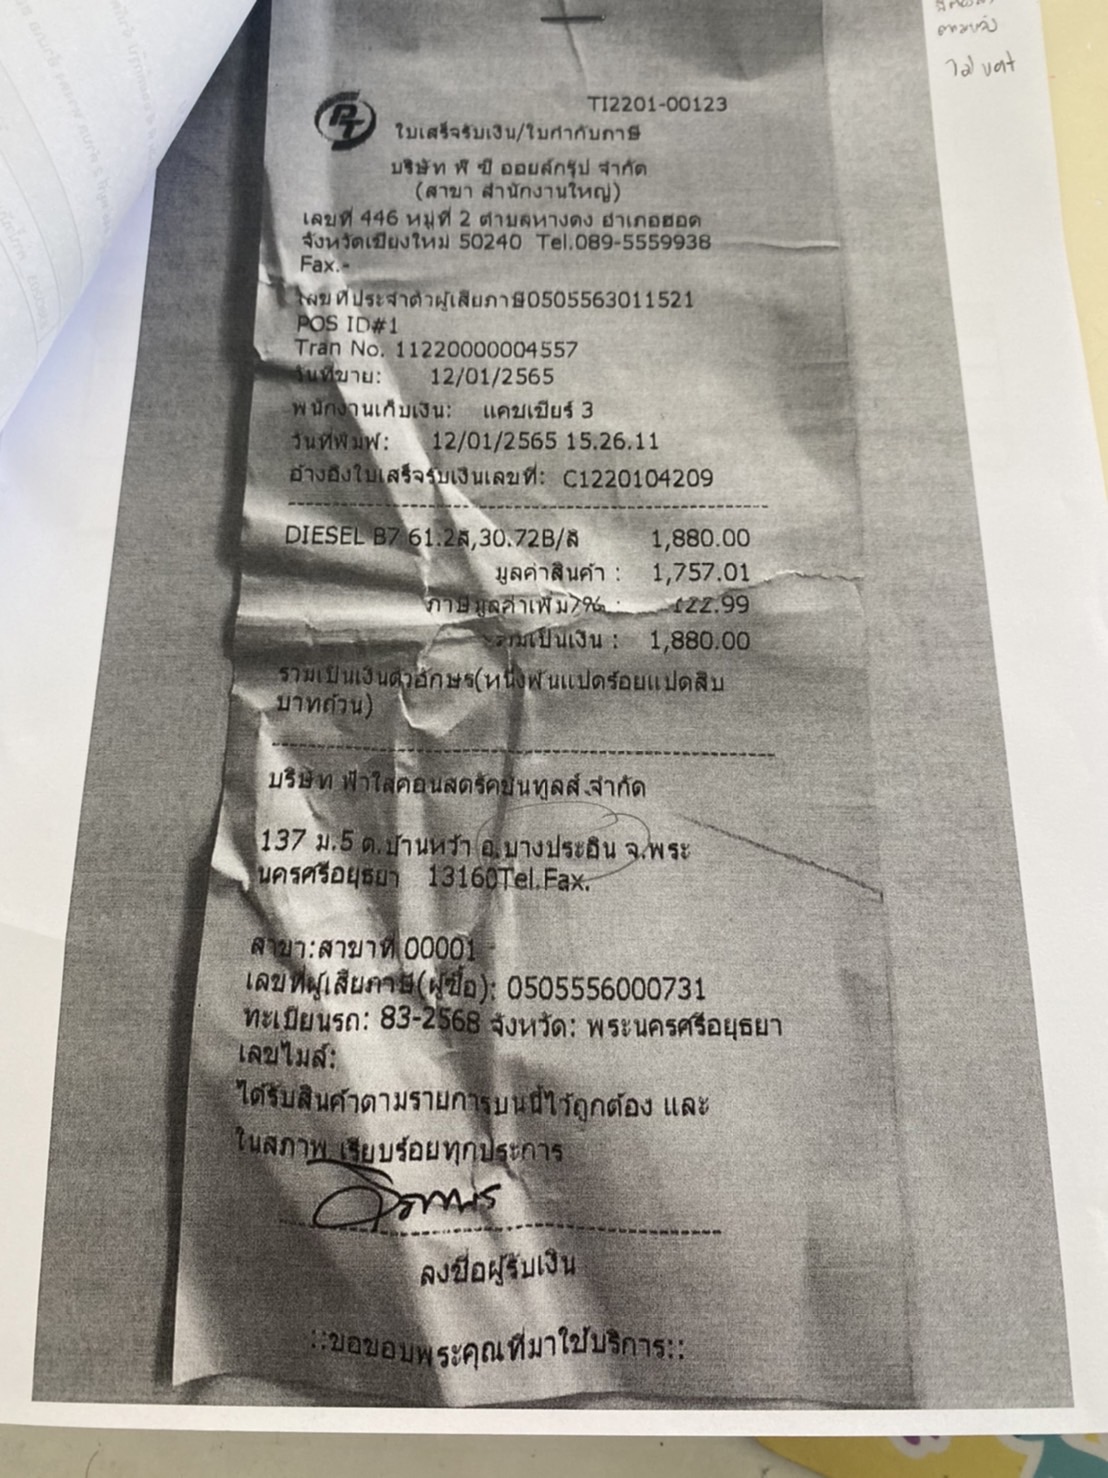 ไม่ vat
PT
TI2201-00123
ใบเสร็จรับเงิน/ใบกำกับภาษี
บริษัท พี ซี ออยล์กรุ๊ป จำกัด
(สาขา สำนักงานใหญ่)
เลขที่ 446 หมู่ที่ 2 ตำบลหางดง อำเภอฮอด
จังหวัดเชียงใหม่ 50240 Tel.089-5559938
Fax.-
เลขที่ประจำตัวผู้เสียภาษี0505563011521
POS ID#1
Tran No. 11220000004557
วันที่ขาย: 12/01/2565
พนักงานเก็บเงิน: แคชเชียร์ 3
วันที่พิมพ์: 12/01/2565 15.26.11
อ้างอิงใบเสร็จรับเงินเลขที่: C1220104209
DIESEL B7 61.2ลิ,30.72B/ลิ 1,880.00
มูลค่าสินค้า : 1,757.01
ภาษีมูลค่าเพิ่ม7% : 122.99
รวมเป็นเงิน : 1,880.00
รวมเป็นเงินตัวอักษร(หนึ่งพันแปดร้อยแปดสิบ
บาทถ้วน)
บริษัท ฟ้าใสคอนสตรัคชั่นทูลส์ จำกัด
137 ม.5 ต.บ้านหว้า อ.บางประอิน จ.พระ
นครศรีอยุธยา 13160Tel.Fax.
สาขา:สาขาที่ 00001
เลขที่ผู้เสียภาษี(ผู้ซื้อ): 0505556000731
ทะเบียนรถ: 83-2568 จังหวัด: พระนครศรีอยุธยา
เลขไมล์:
ได้รับสินค้าตามรายการบนนี้ไว้ถูกต้อง และ
ในสภาพ เรียบร้อยทุกประการ
ลงชื่อผู้รับเงิน
::ขอขอบพระคุณที่มาใช้บริการ::